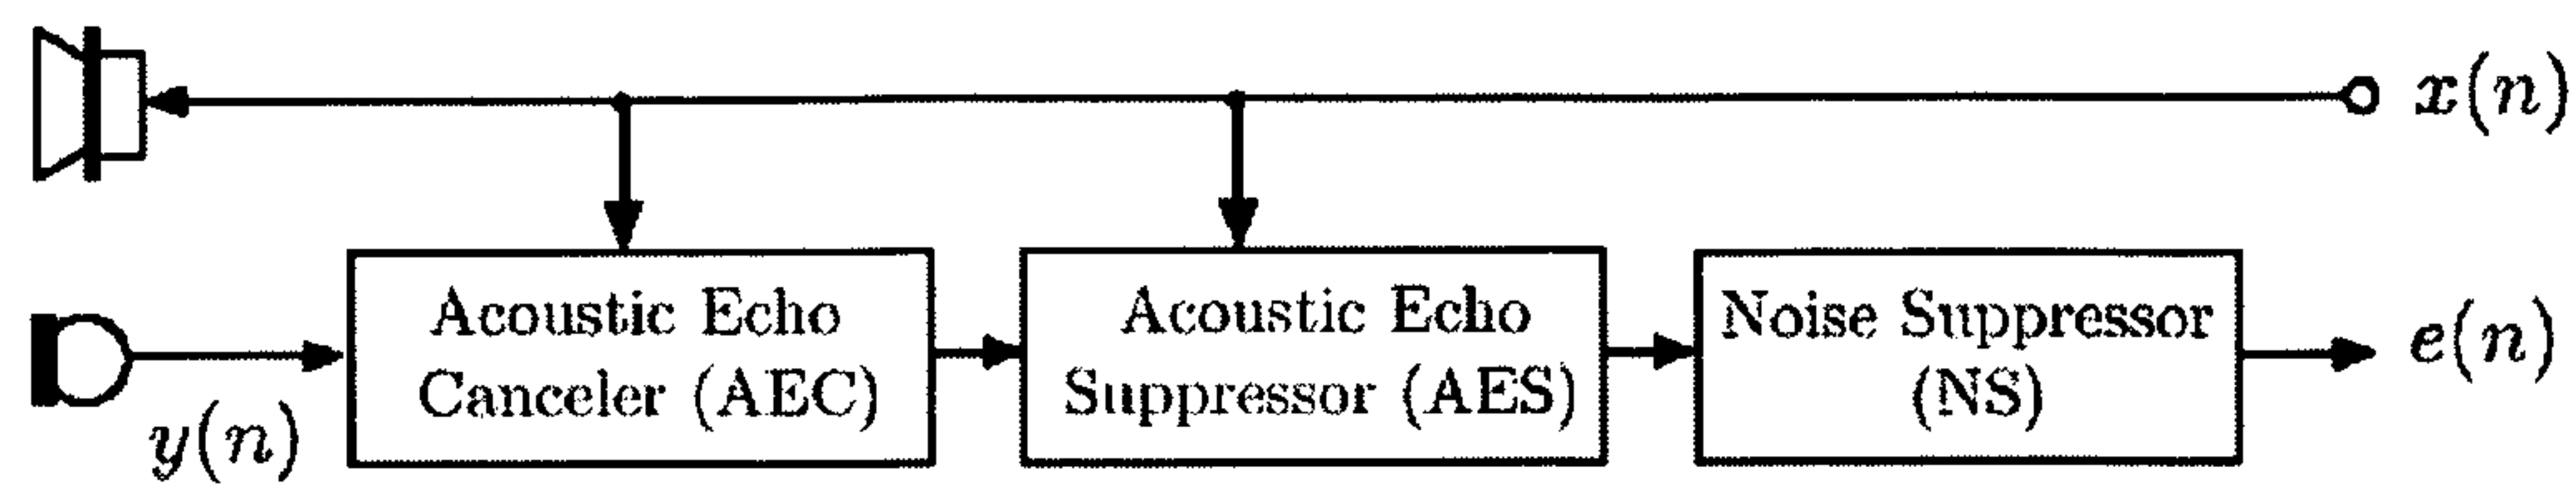 x(n)
Acoustic Echo
Canceler (AEC)
Acoustic Echo
Suppressor (AES)
Noise Suppressor
(NS)
e(n)
y(n)